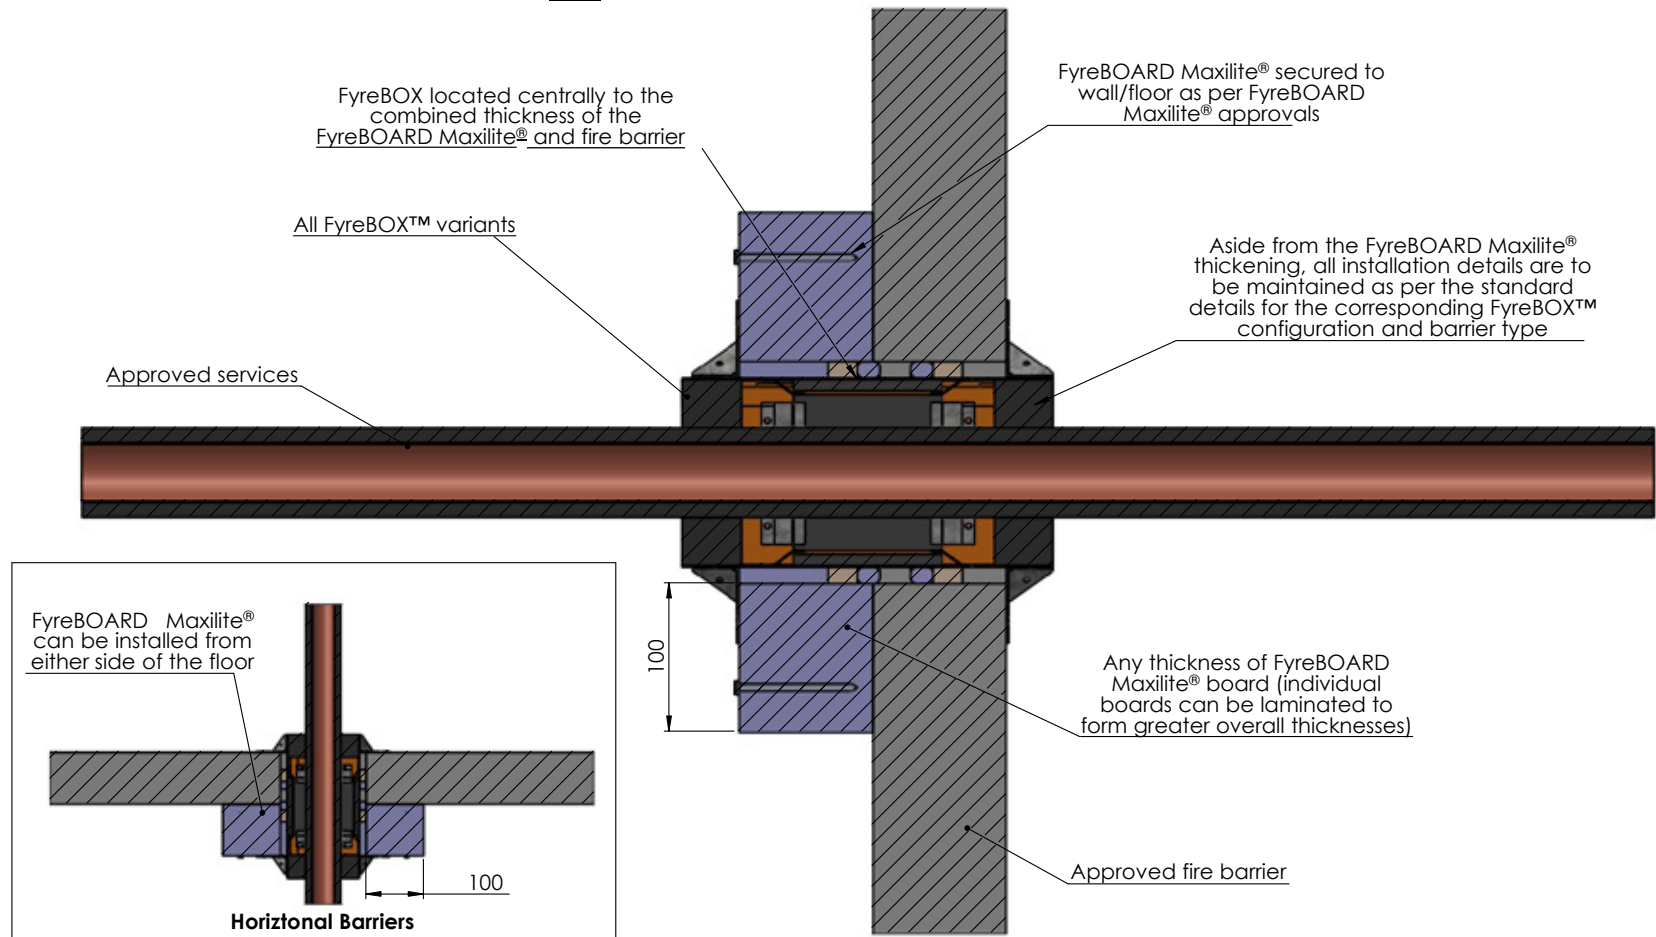 FyreBOX located centrally to the
combined thickness of the
FyreBOARD Maxilite® and fire barrier
FyreBOARD Maxilite® secured to
wall/floor as per FyreBOARD
Maxilite® approvals
All FyreBOX™ variants
Aside from the FyreBOARD Maxilite®
thickening, all installation details are to
be maintained as per the standard
details for the corresponding FyreBOX™
configuration and barrier type
Approved services
100
Any thickness of FyreBOARD
Maxilite® board (individual
boards can be laminated to
form greater overall thicknesses)
Approved fire barrier
FyreBOARD Maxilite®
can be installed from
either side of the floor
100
Horiztonal Barriers